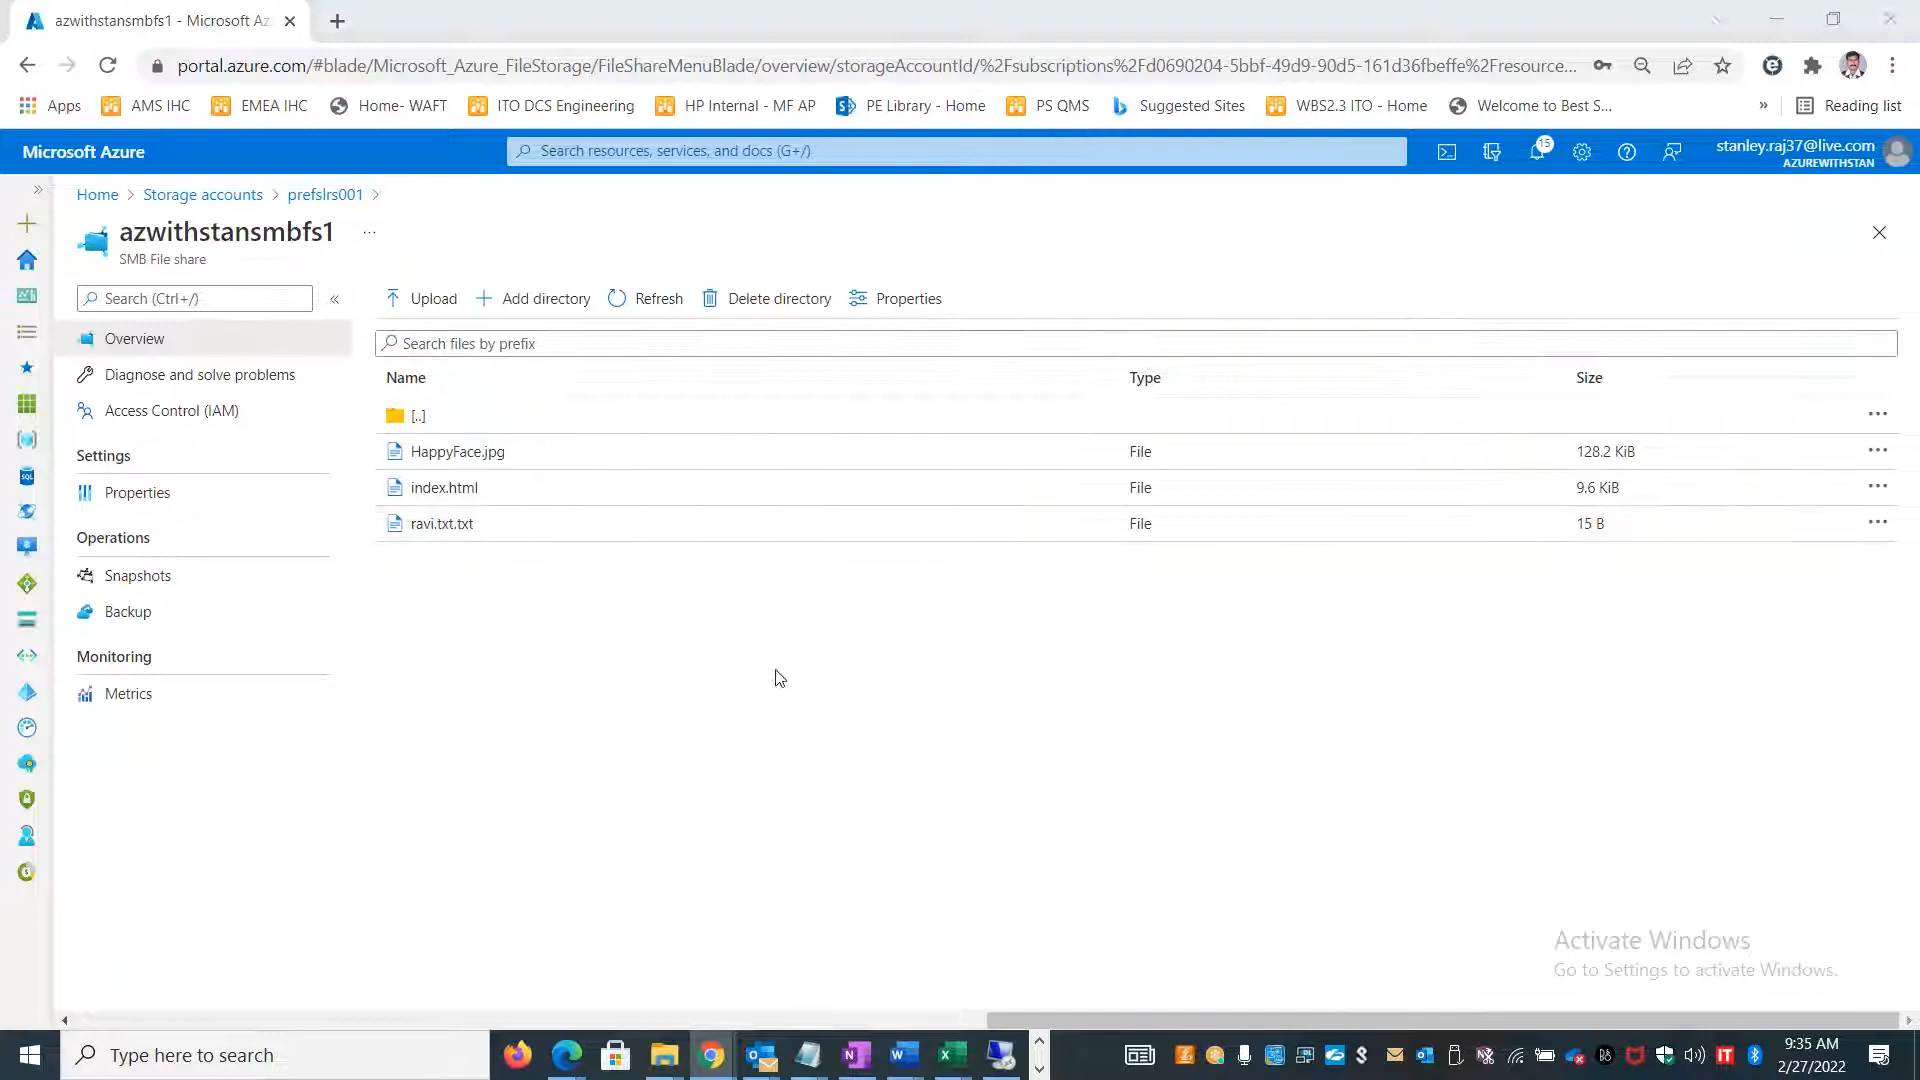 azwithstansmbfs1 - Microsoft Az
portal.azure.com/#blade/Microsoft_Azure_FileStorage/FileShareMenuBlade/overview/storageAccountId/%2Fsubscriptions%2Fd0690204-5bbf-49d9-90d5-161d36fbeffe%2Fresource...
Apps AMS IHC EMEA IHC Home- WAFT ITO DCS Engineering HP Internal - MF AP PE Library - Home PS QMS Suggested Sites WBS2.3 ITO - Home Welcome to Best S... » Reading list
Microsoft Azure Search resources, services, and docs (G+/) 15 stanley.raj37@live.com
AZUREWITHSTAN
Home > Storage accounts > prefslrs001 >
azwithstansmbfs1 ...
SMB File share
Search (Ctrl+/) « Upload Add directory Refresh Delete directory Properties
Overview
Search files by prefix
Diagnose and solve problems
Name Type Size
Access Control (IAM)
[..]
Settings
HappyFace.jpg File 128.2 KiB
Properties
index.html File 9.6 KiB
Operations
ravi.txt.txt File 15 B
Snapshots
Backup
Monitoring
Metrics
Activate Windows
Go to Settings to activate Windows.
Type here to search
9:35 AM
2/27/2022